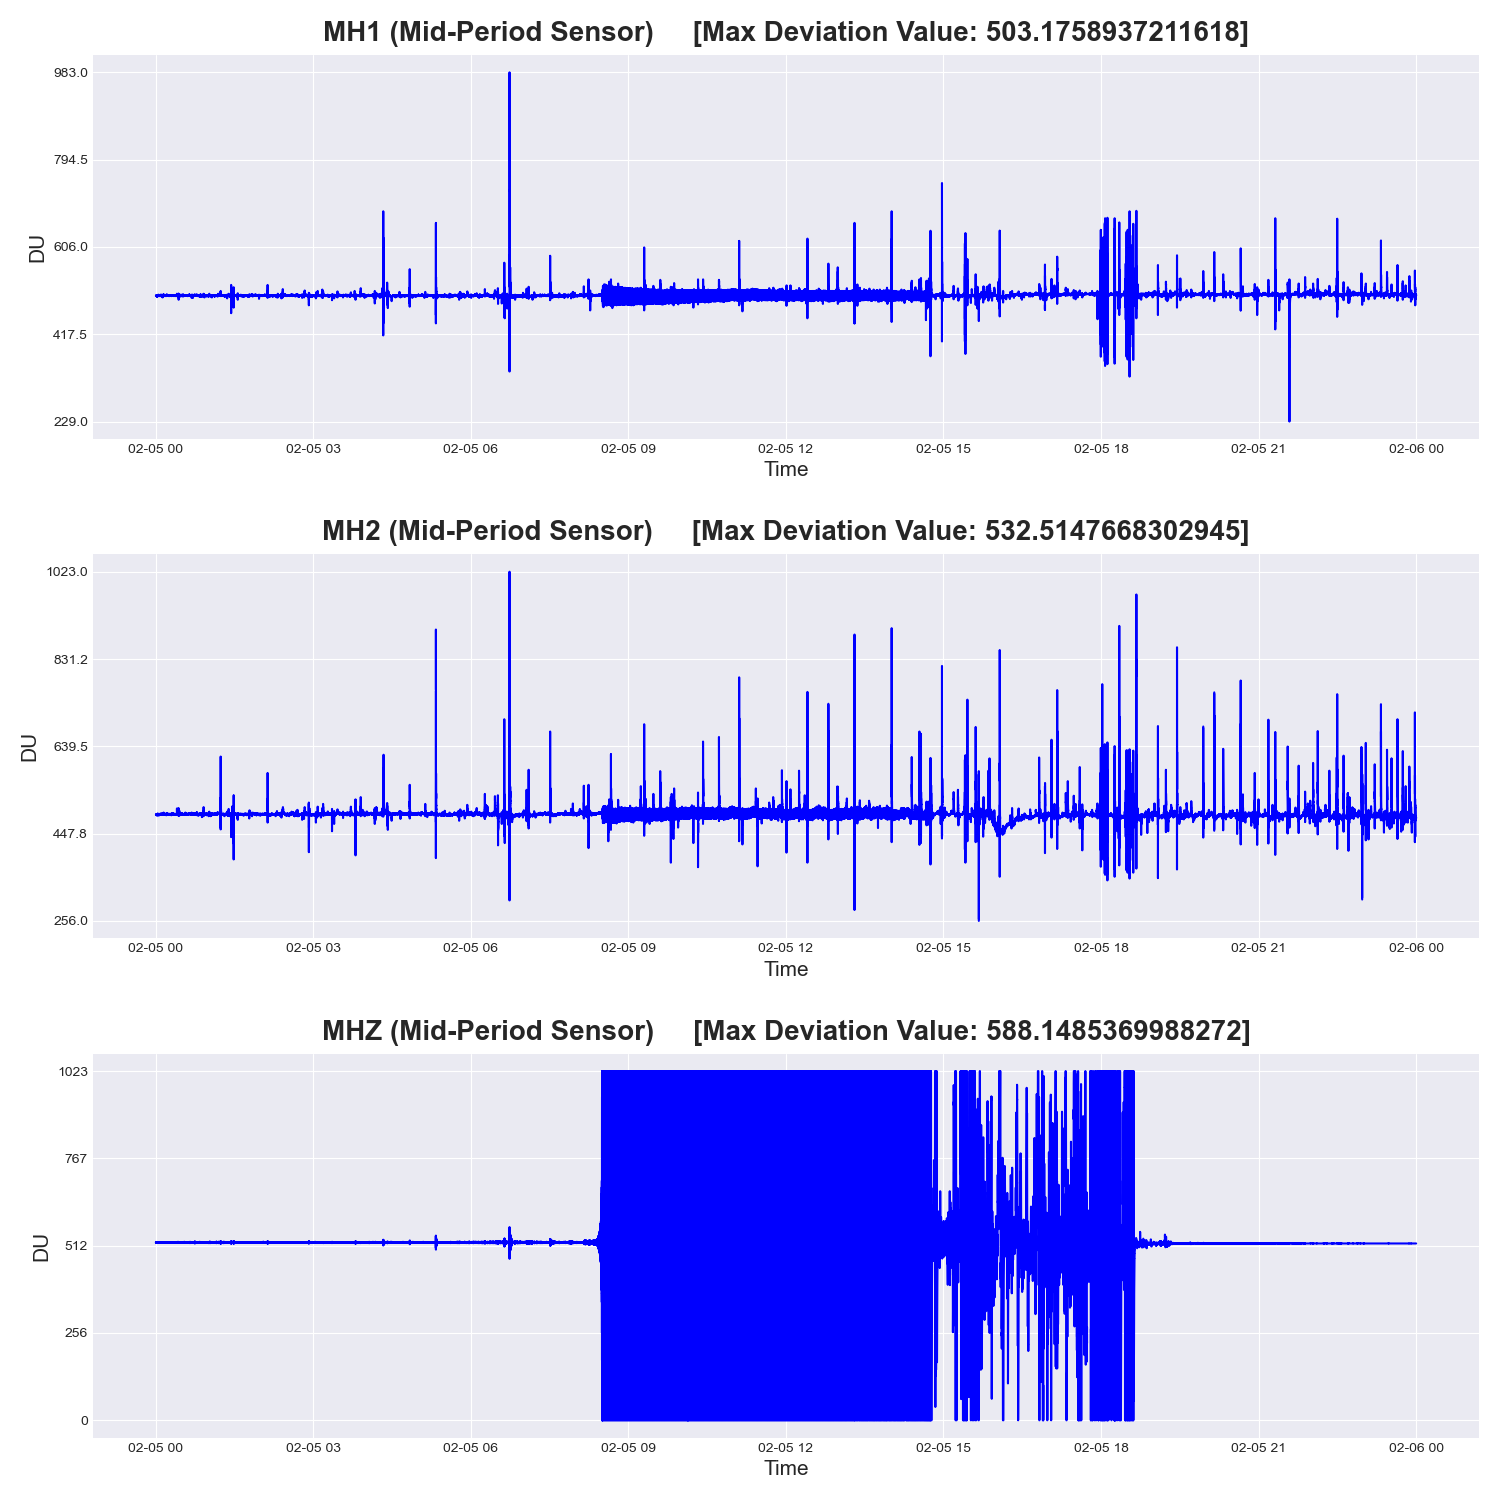 MH1 (Mid-Period Sensor) [Max Deviation Value: 503.1758937211618]
983.0
794.5
606.0
417.5
229.0
DU
02-05 00 02-05 03 02-05 06 02-05 09 02-05 12 02-05 15 02-05 18 02-05 21 02-06 00
Time
MH2 (Mid-Period Sensor) [Max Deviation Value: 532.5147668302945]
1023.0
831.2
639.5
447.8
256.0
DU
02-05 00 02-05 03 02-05 06 02-05 09 02-05 12 02-05 15 02-05 18 02-05 21 02-06 00
Time
MHZ (Mid-Period Sensor) [Max Deviation Value: 588.1485369988272]
1023
767
512
256
0
DU
02-05 00 02-05 03 02-05 06 02-05 09 02-05 12 02-05 15 02-05 18 02-05 21 02-06 00
Time